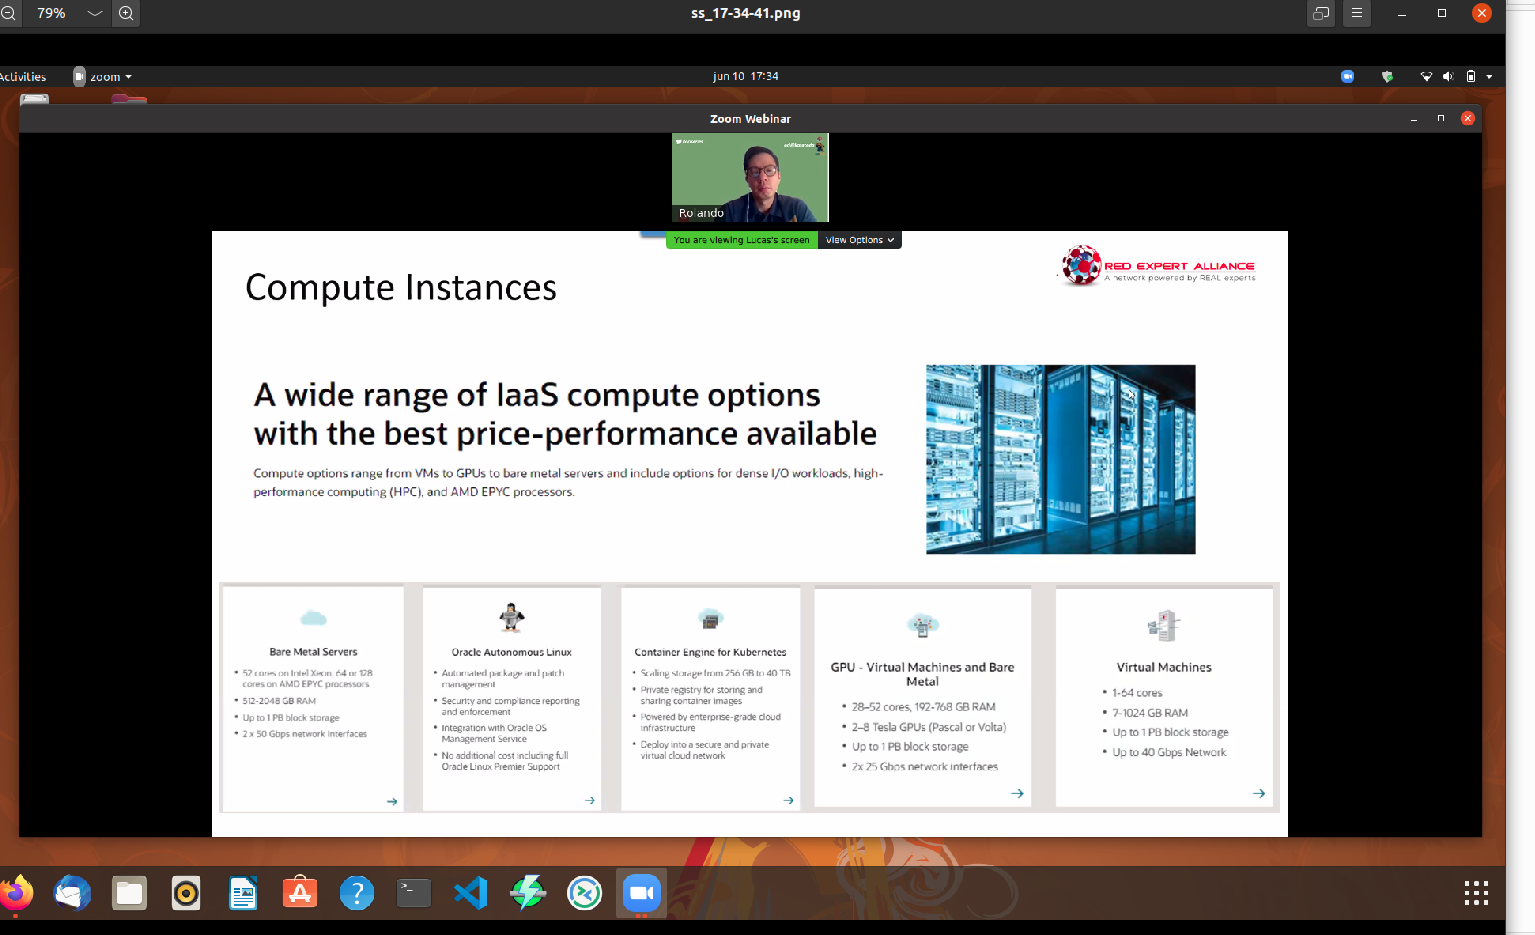 79%
ss_17-34-41.png
Activities
zoom
jun 10 17:34
Zoom Webinar
Rolando
You are viewing Lucas's screen
View Options
RED EXPERT ALLIANCE
A network powered by REAL experts
Compute Instances
A wide range of IaaS compute options
with the best price-performance available
Compute options range from VMs to GPUs to bare metal servers and include options for dense I/O workloads, high-
performance computing (HPC), and AMD EPYC processors.
Bare Metal Servers
• 52 cores on Intel Xeon, 64 or 128
cores on AMD EPYC processors
• 512-2048 GB RAM
• Up to 1 PB block storage
• 2 x 50 Gbps network interfaces
Oracle Autonomous Linux
• Automated package and patch
management
• Security and compliance reporting
and enforcement
• Integration with Oracle OS
Management Service
• No additional cost including full
Oracle Linux Premier Support
Container Engine for Kubernetes
• Scaling storage from 256 GB to 40 TB
• Private registry for storing and
sharing container images
• Powered by enterprise-grade cloud
infrastructure
• Deploy into a secure and private
virtual cloud network
GPU - Virtual Machines and Bare
Metal
• 28–52 cores, 192-768 GB RAM
• 2–8 Tesla GPUs (Pascal or Volta)
• Up to 1 PB block storage
• 2x 25 Gbps network interfaces
Virtual Machines
• 1-64 cores
• 7-1024 GB RAM
• Up to 1 PB block storage
• Up to 40 Gbps Network